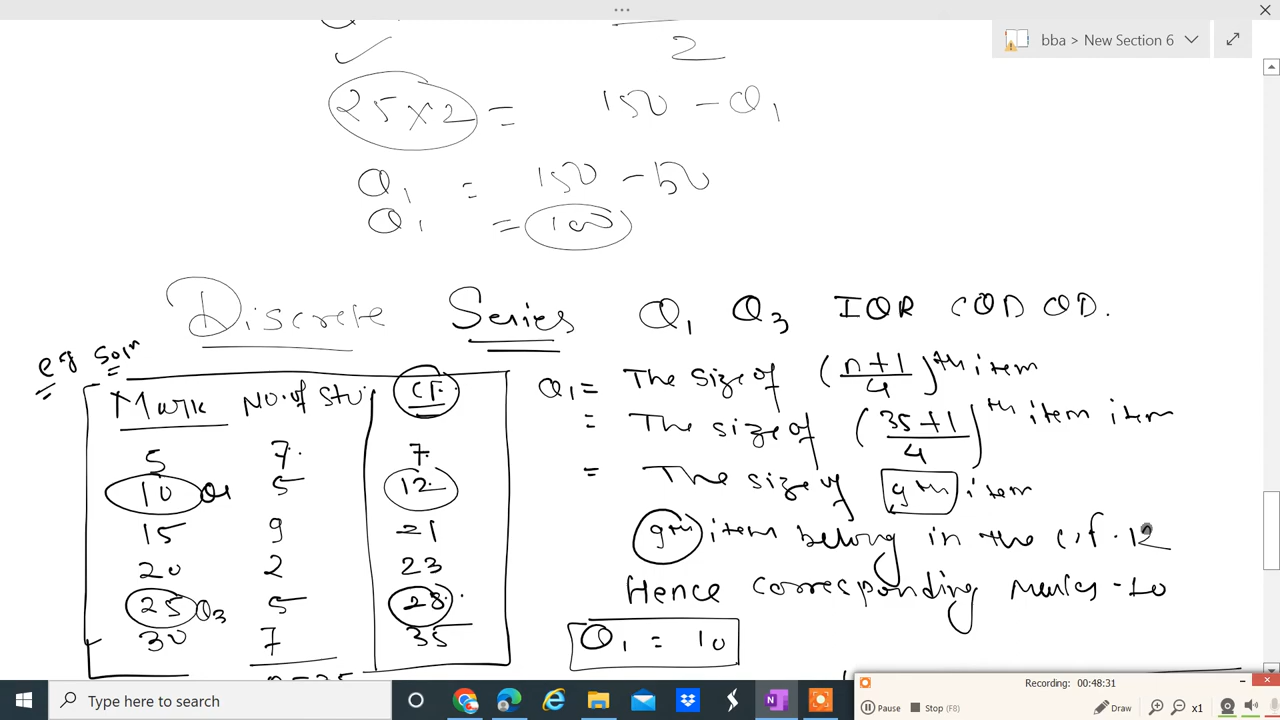 bba > New Section 6
2
25 x 2 = 150 - Q1
Q1 = 150 - 50
Q1 = 100
Discrete Series Q1 Q3 IQR COD QD.
eg Soln
Mark No. of Stu. CF.
5 7. 7.
10 Q1 5 12
15 9 21
20 2 23
25 Q3 5 28.
30 7 35
Q1 = The Size of (n+1/4)th item
= The size of (35+1/4)th item item
= The size of 9th item
9th item belong in the c.f. 12
Hence corresponding marks - 10
Q1 = 10
Type here to search
Recording: 00:48:31
Pause Stop (F8) Draw x1